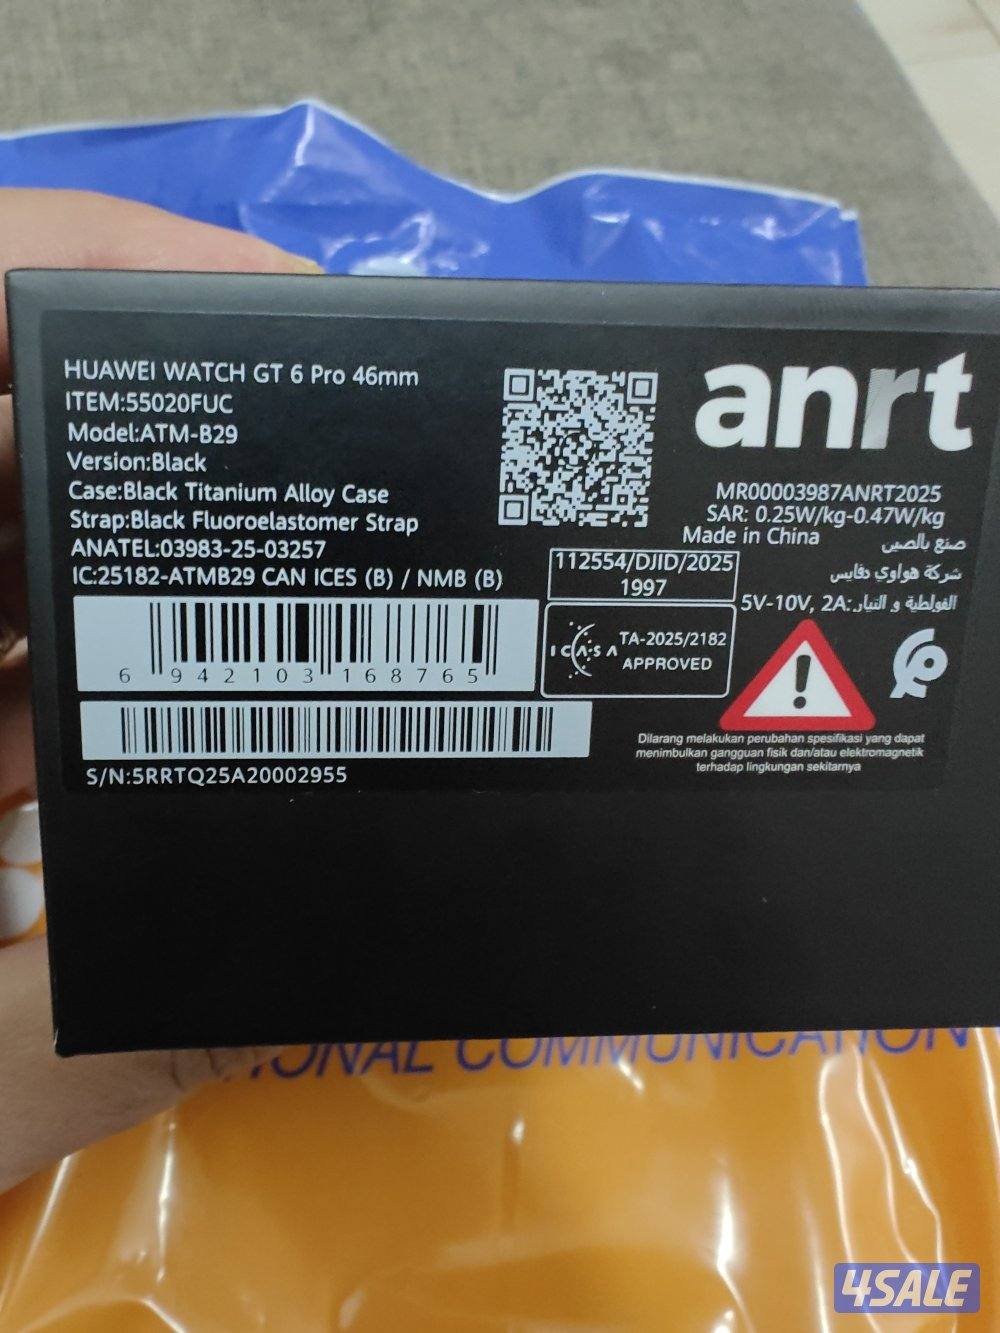 HUAWEI WATCH GT 6 Pro 46mm
ITEM:55020FUC
Model:ATM-B29
Version:Black
Case:Black Titanium Alloy Case
Strap:Black Fluoroelastomer Strap
ANATEL:03983-25-03257
IC:25182-ATMB29 CAN ICES (B) / NMB (B)
6 942103 168765
S/N:5RRTQ25A20002955
anrt
MR00003987ANRT2025
SAR: 0.25W/kg-0.47W/kg
Made in China
صنع بالصين
شركة هواوي دفايس
الفولطية و التيار: 5V-10V, 2A
112554/DJID/2025
1997
ICASA TA-2025/2182
APPROVED
Dilarang melakukan perubahan spesifikasi yang dapat
menimbulkan gangguan fisik dan/atau elektromagnetik
terhadap lingkungan sekitarnya
IONAL COMMUNICATION
4SALE